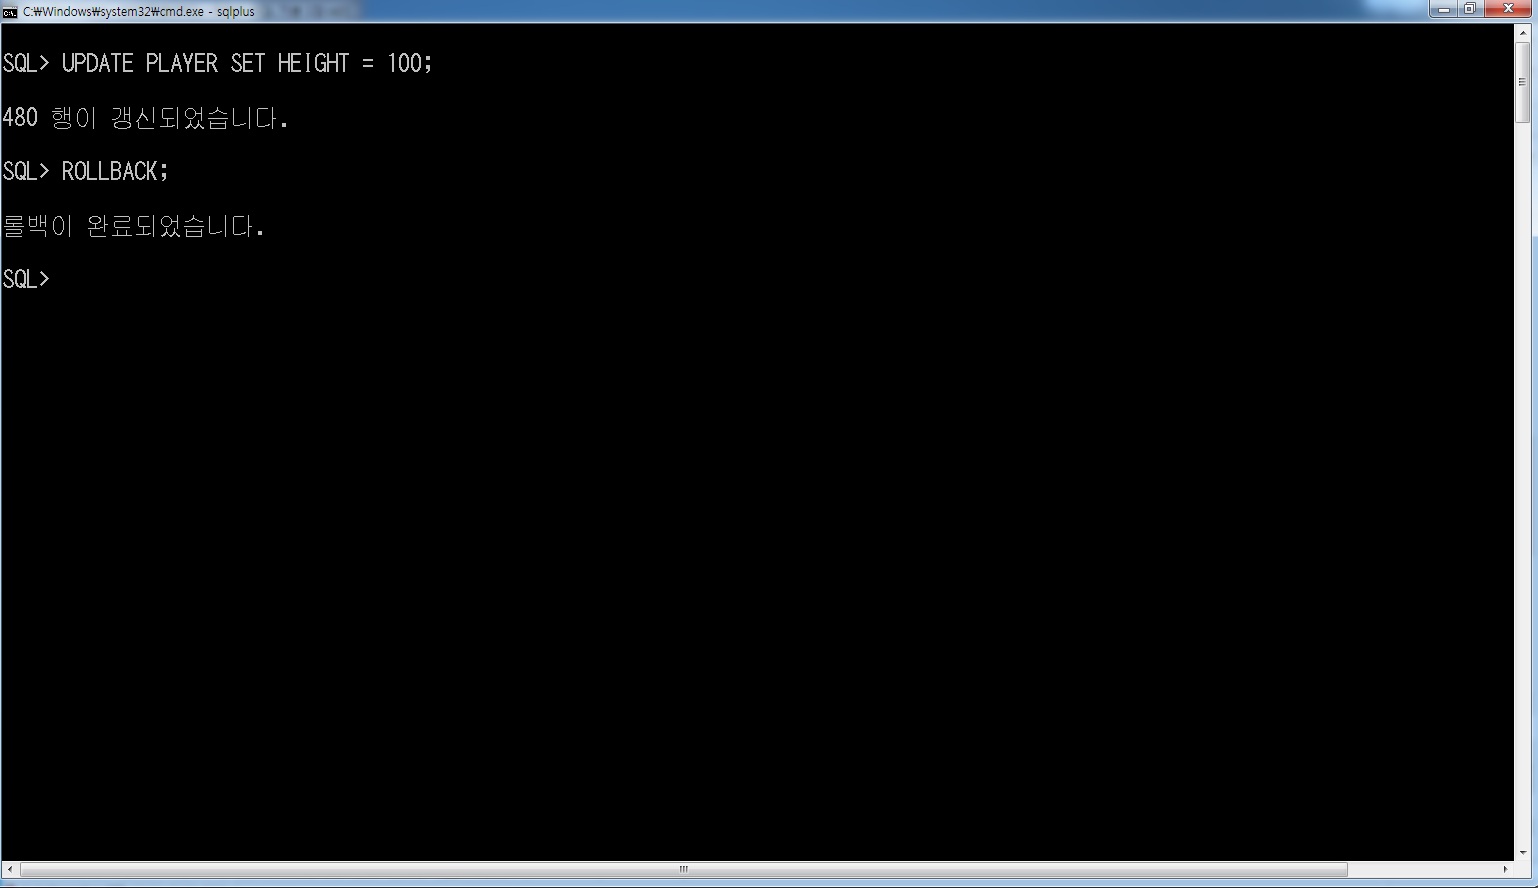 C:₩Windows₩system32₩cmd.exe - sqlplus
SQL> UPDATE PLAYER SET HEIGHT = 100;
480 행이 갱신되었습니다.
SQL> ROLLBACK;
롤백이 완료되었습니다.
SQL>